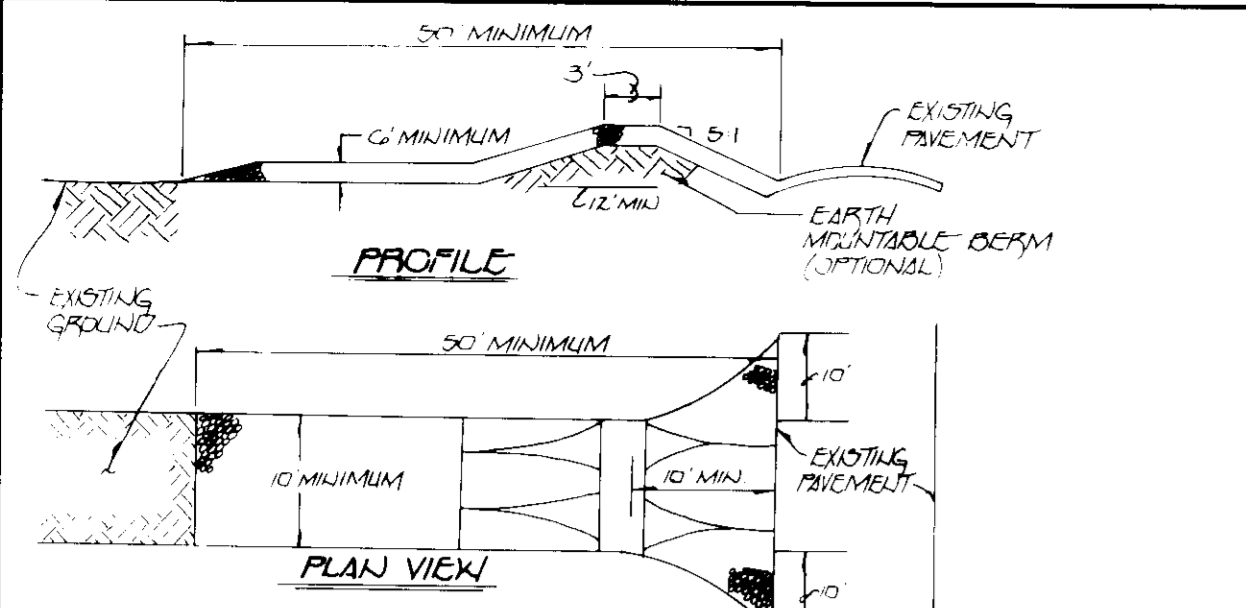 50' MINIMUM
3'
6' MINIMUM
5:1
EXISTING
PAVEMENT
12' MIN
EARTH
MOUNTABLE BERM
(OPTIONAL)
PROFILE
EXISTING
GROUND
50' MINIMUM
10'
10' MINIMUM
10' MIN.
EXISTING
PAVEMENT
PLAN VIEW
10'